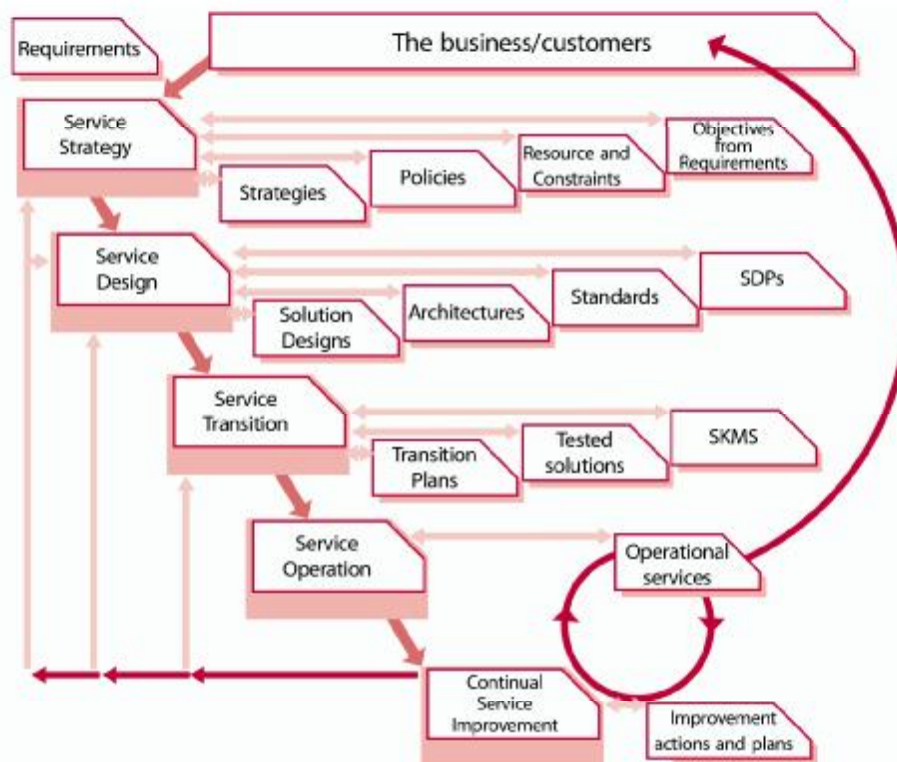 Requirements
The business/customers
Service
Strategy
Strategies
Policies
Resource and
Constraints
Objectives
from
Requirements
Service
Design
Solution
Designs
Architectures
Standards
SDPs
Service
Transition
Transition
Plans
Tested
solutions
SKMS
Service
Operation
Operational
services
Continual
Service
Improvement
Improvement
actions and plans